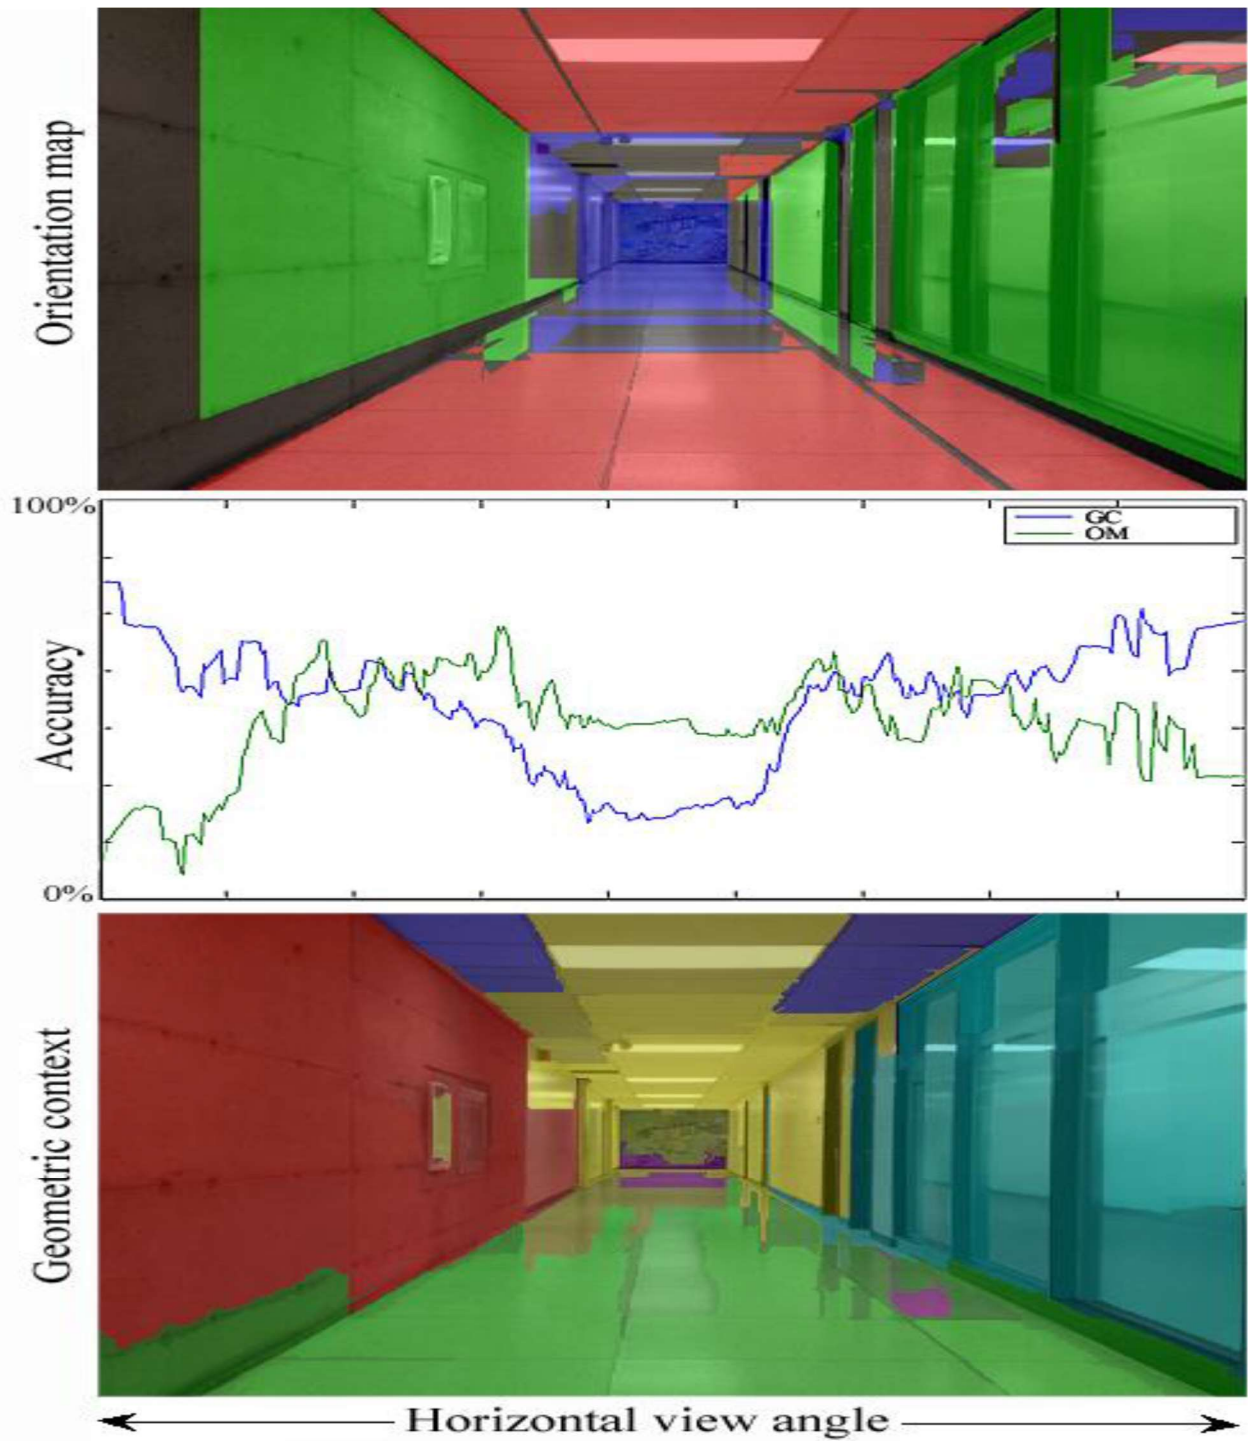 Orientation map
100%
GC
OM
Accuracy
0%
Geometric context
Horizontal view angle